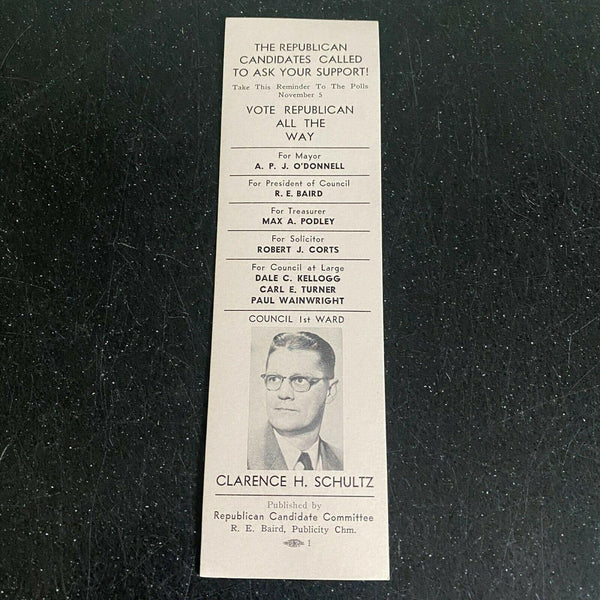 THE REPUBLICAN
CANDIDATES CALLED
TO ASK YOUR SUPPORT!
Take This Reminder To The Polls
November 5
VOTE REPUBLICAN
ALL THE
WAY
For Mayor
A. P. J. O'DONNELL
For President of Council
R. E. BAIRD
For Treasurer
MAX A. PODLEY
For Solicitor
ROBERT J. CORTS
For Council at Large
DALE C. KELLOGG
CARL E. TURNER
PAUL WAINWRIGHT
COUNCIL 1st WARD
CLARENCE H. SCHULTZ
Published by
Republican Candidate Committee
R. E. Baird, Publicity Chm.
1